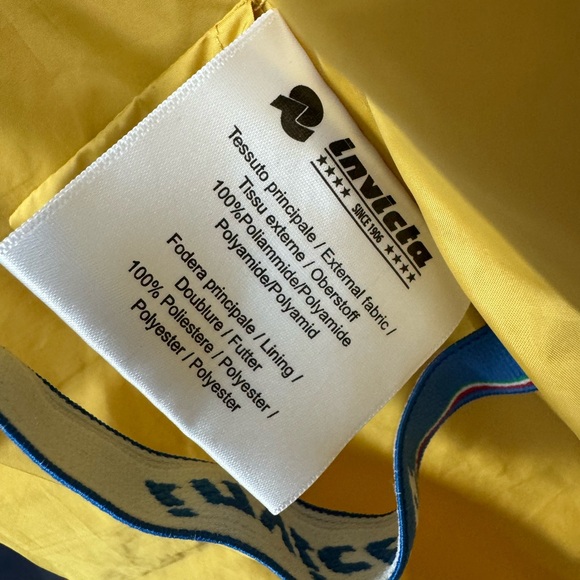 invicta
★★★★ SINCE 1906 ★★★★
Tessuto principale / External fabric /
Tissu externe / Oberstoff
100%Poliammide/Polyamide
Polyamide/Polyamid
Fodera principale / Lining /
Doublure / Futter
100% Poliestere / Polyester /
Polyester / Polyester